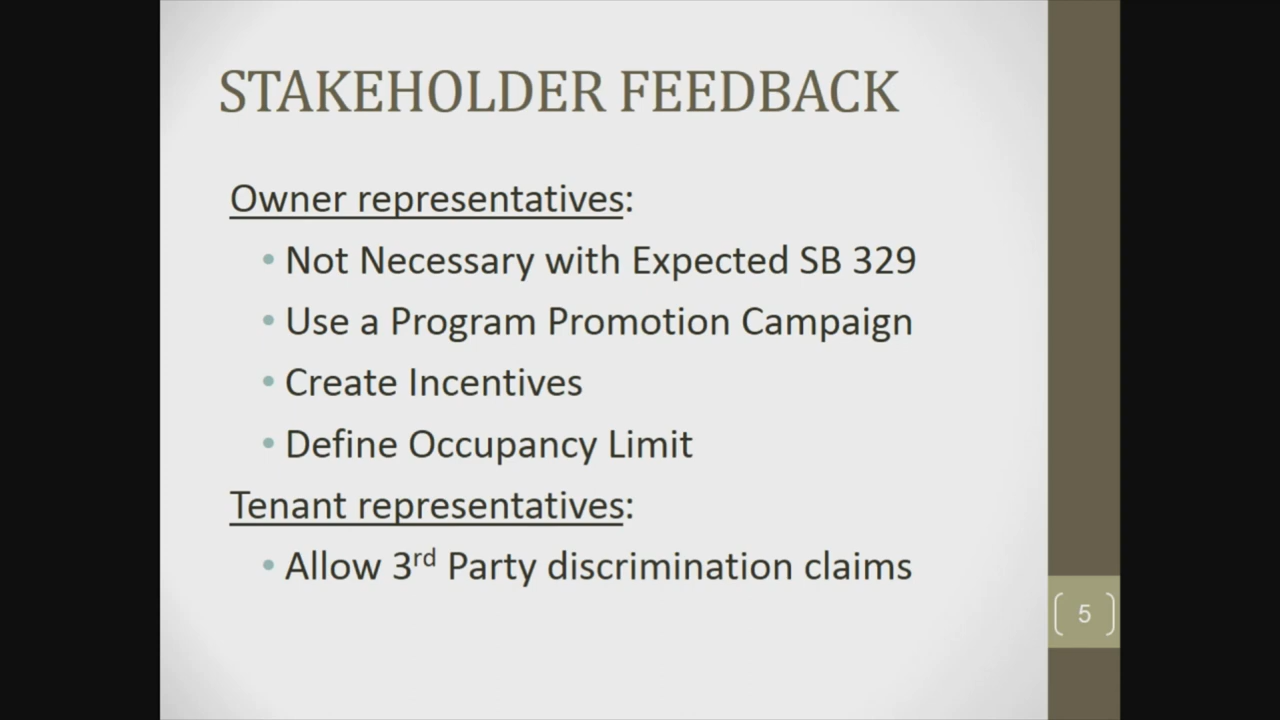 STAKEHOLDER FEEDBACK
Owner representatives:
• Not Necessary with Expected SB 329
• Use a Program Promotion Campaign
• Create Incentives
• Define Occupancy Limit
Tenant representatives:
• Allow 3rd Party discrimination claims
5